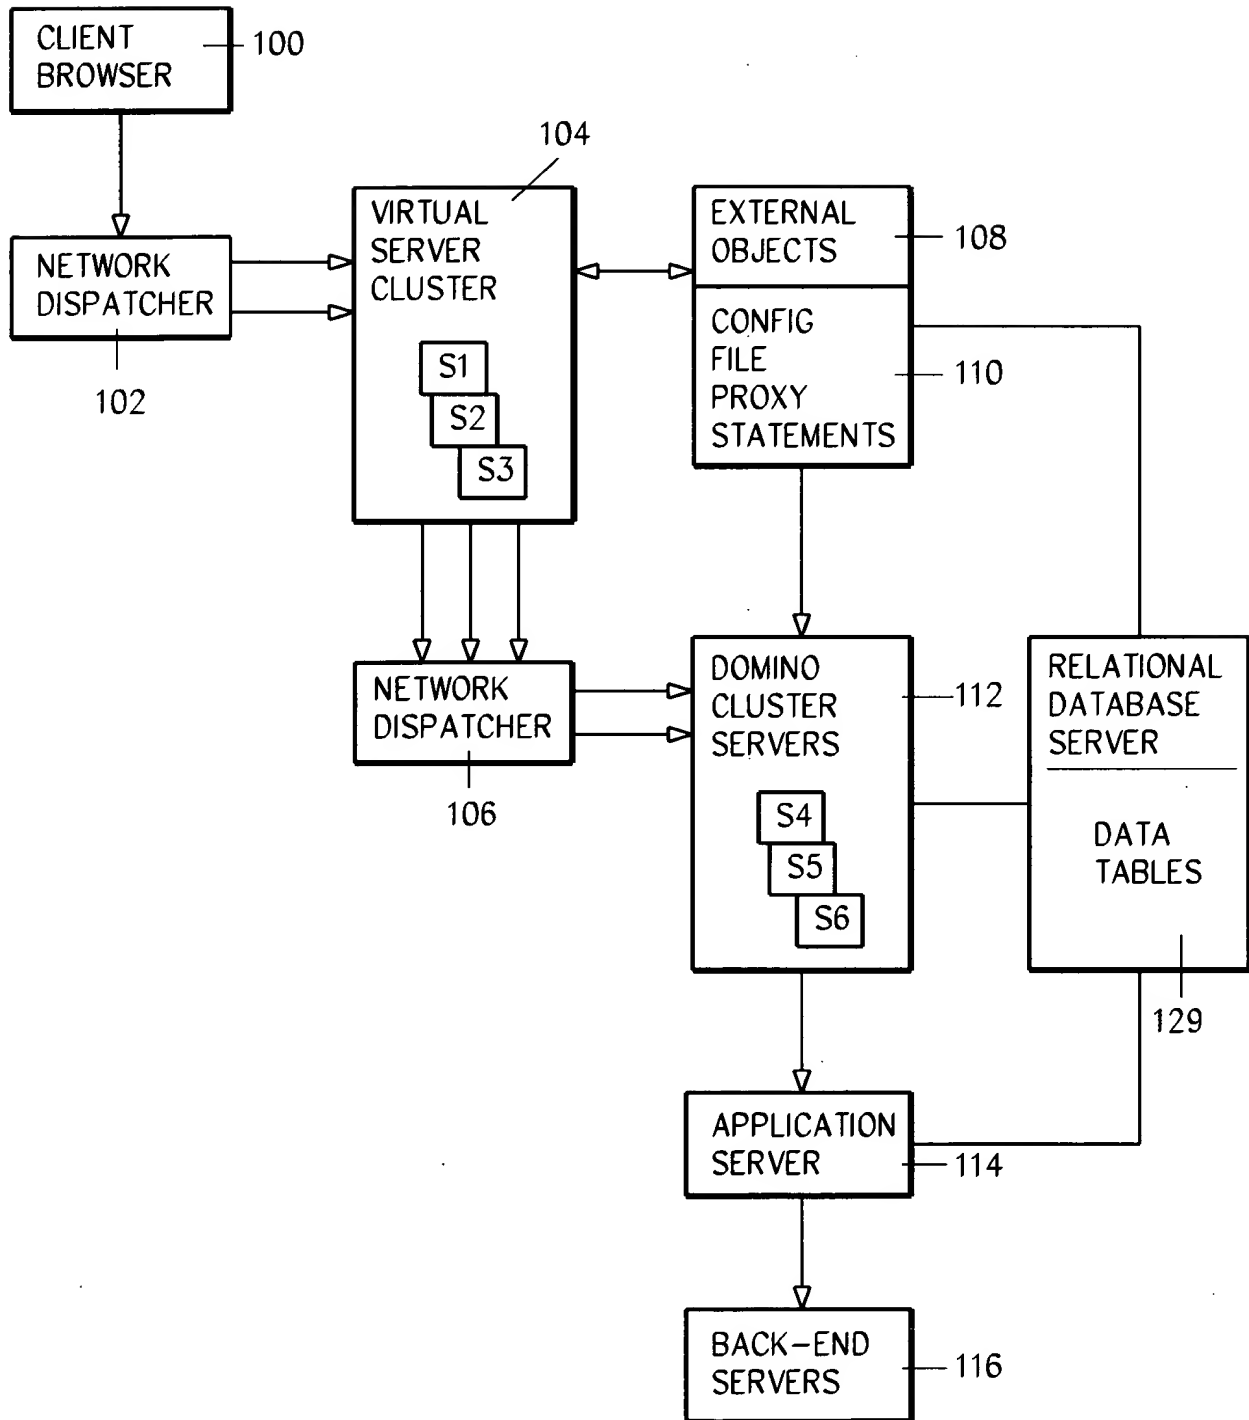 CLIENT
BROWSER
100
NETWORK
DISPATCHER
102
104
VIRTUAL
SERVER
CLUSTER
S1
S2
S3
EXTERNAL
OBJECTS
108
CONFIG
FILE
PROXY
STATEMENTS
110
NETWORK
DISPATCHER
106
DOMINO
CLUSTER
SERVERS
112
S4
S5
S6
RELATIONAL
DATABASE
SERVER
DATA
TABLES
129
APPLICATION
SERVER
114
BACK-END
SERVERS
116